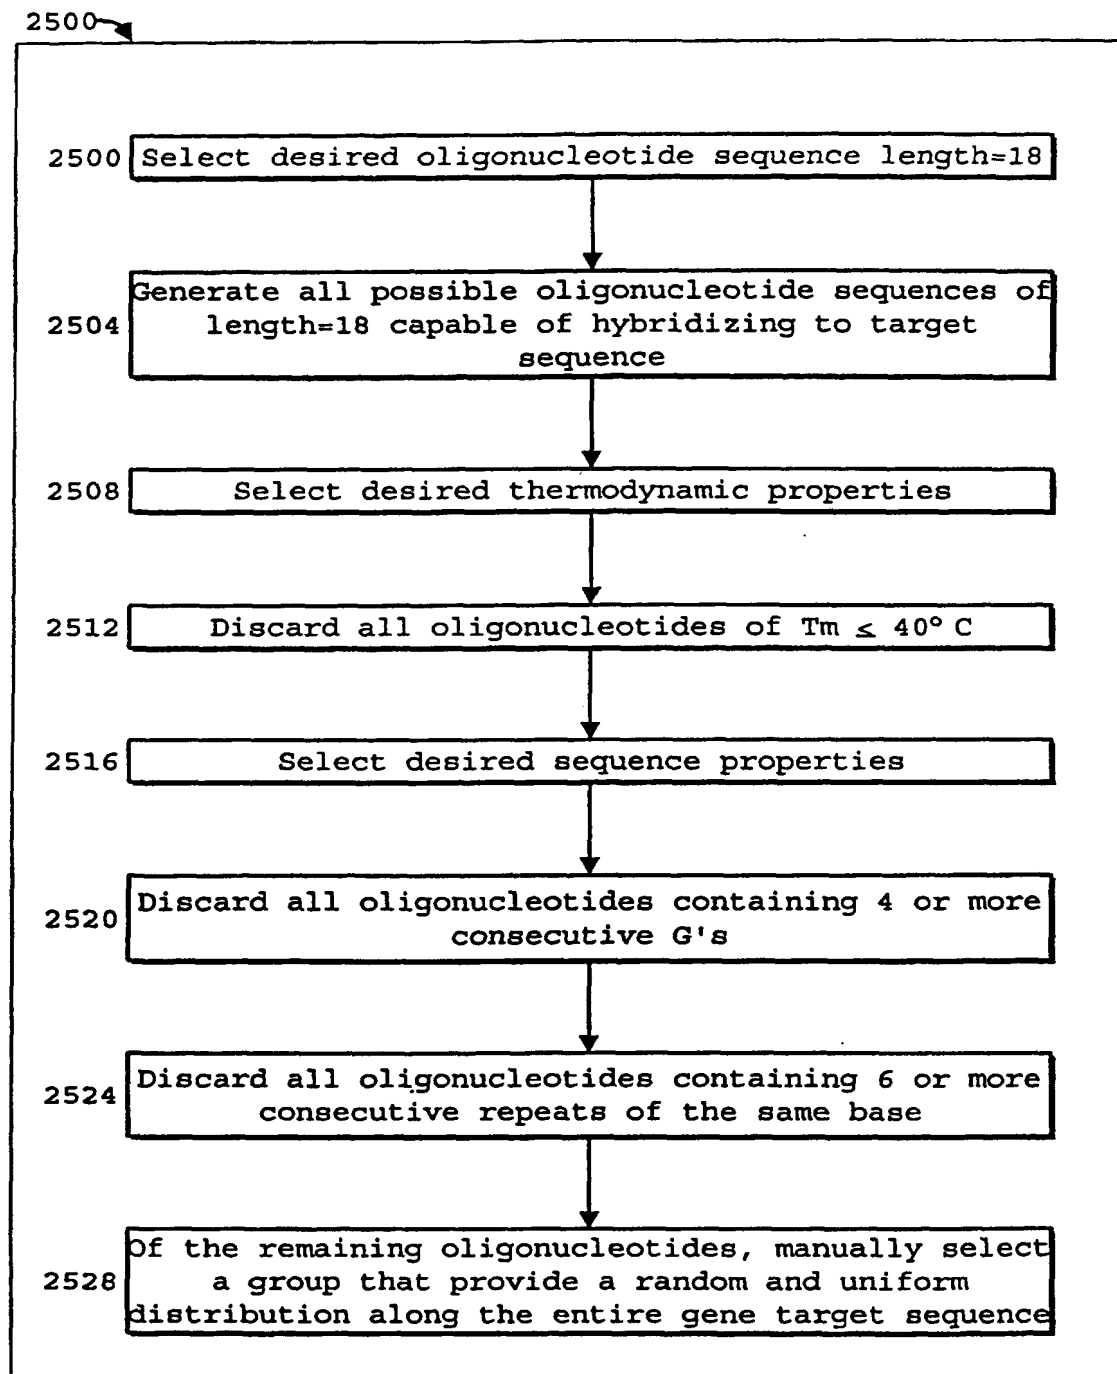 2500
2500 Select desired oligonucleotide sequence length=18
Generate all possible oligonucleotide sequences of
2504 length=18 capable of hybridizing to target
sequence
2508 Select desired thermodynamic properties
2512 Discard all oligonucleotides of Tm ≤ 40° C
2516 Select desired sequence properties
2520 Discard all oligonucleotides containing 4 or more
consecutive G's
2524 Discard all oligonucleotides containing 6 or more
consecutive repeats of the same base
Of the remaining oligonucleotides, manually select
2528 a group that provide a random and uniform
distribution along the entire gene target sequence